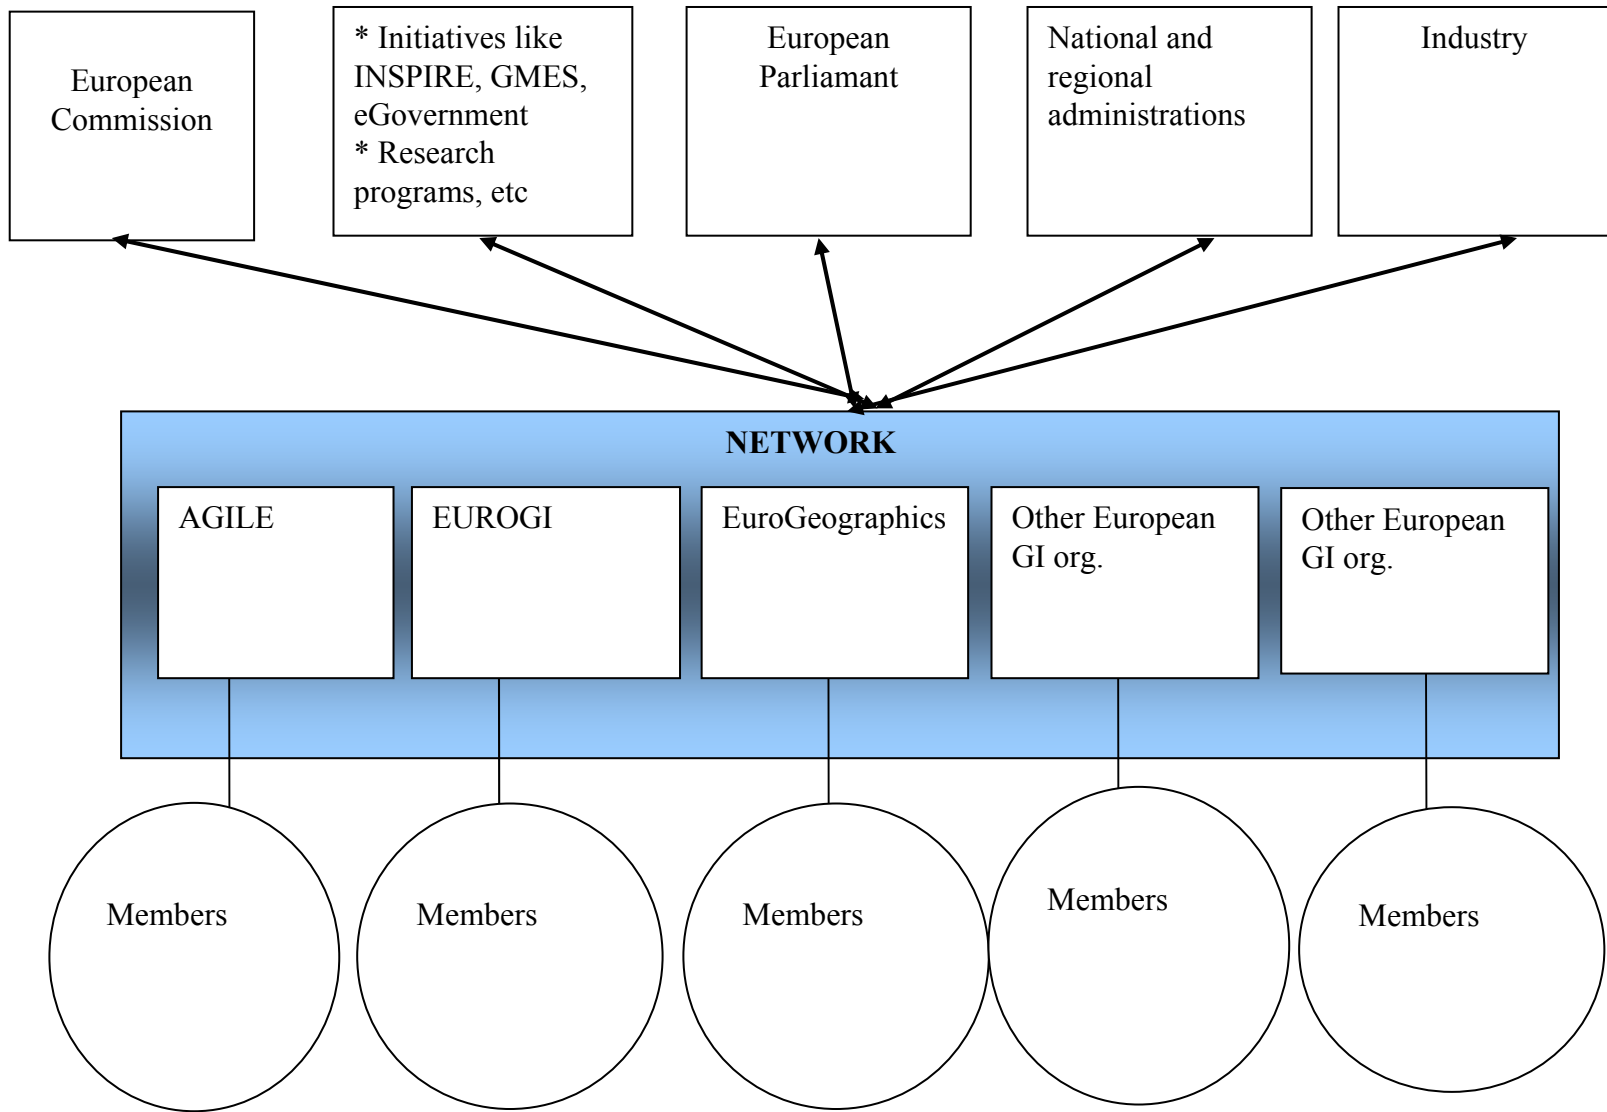 European
Commission
* Initiatives like
INSPIRE, GMES,
eGovernment
* Research
programs, etc
European
Parliamant
National and
regional
administrations
Industry
NETWORK
AGILE
EUROGI
EuroGeographics
Other European
GI org.
Other European
GI org.
Members
Members
Members
Members
Members